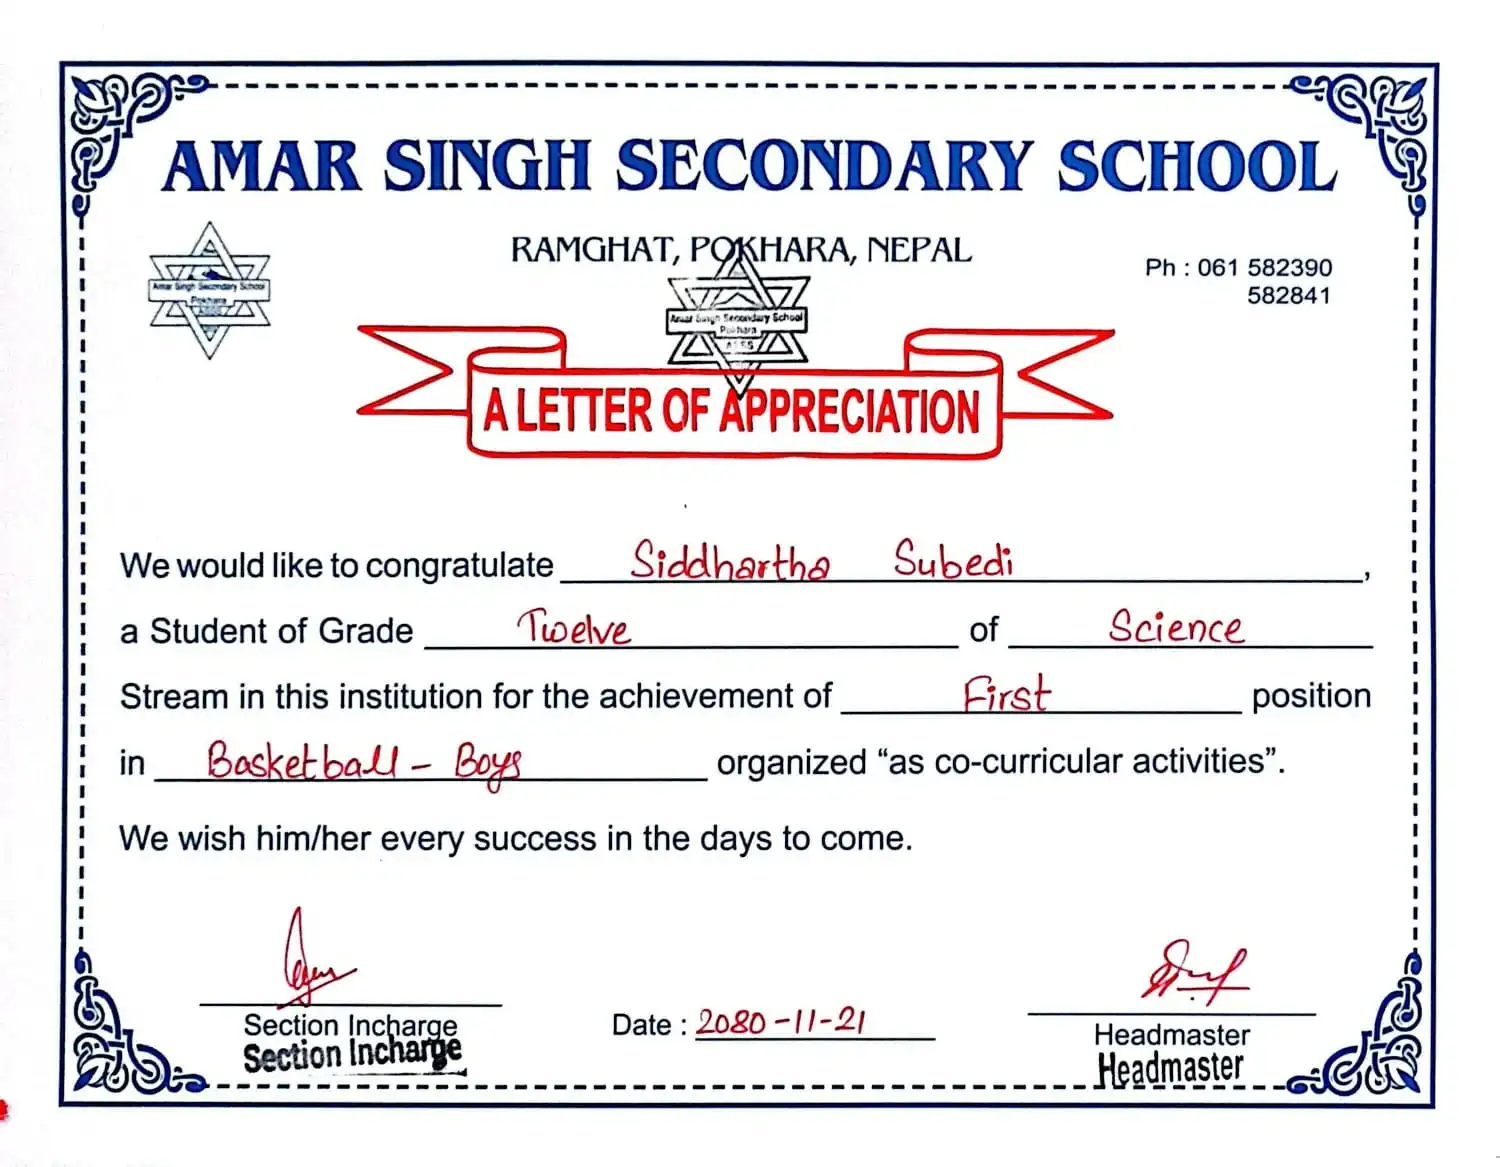 AMAR SINGH SECONDARY SCHOOL
RAMGHAT, POKHARA, NEPAL
Ph : 061 582390
582841
Amar Singh Secondary School
Pokhara
Amar Singh Secondary School
Pokhara
A LETTER OF APPRECIATION
We would like to congratulate Siddhartha Subedi,
a Student of Grade Twelve of Science
Stream in this institution for the achievement of First position
in Basketball - Boys organized “as co-curricular activities”.
We wish him/her every success in the days to come.
Section Incharge
Section Incharge
Date : 2080-11-21
Headmaster
Headmaster